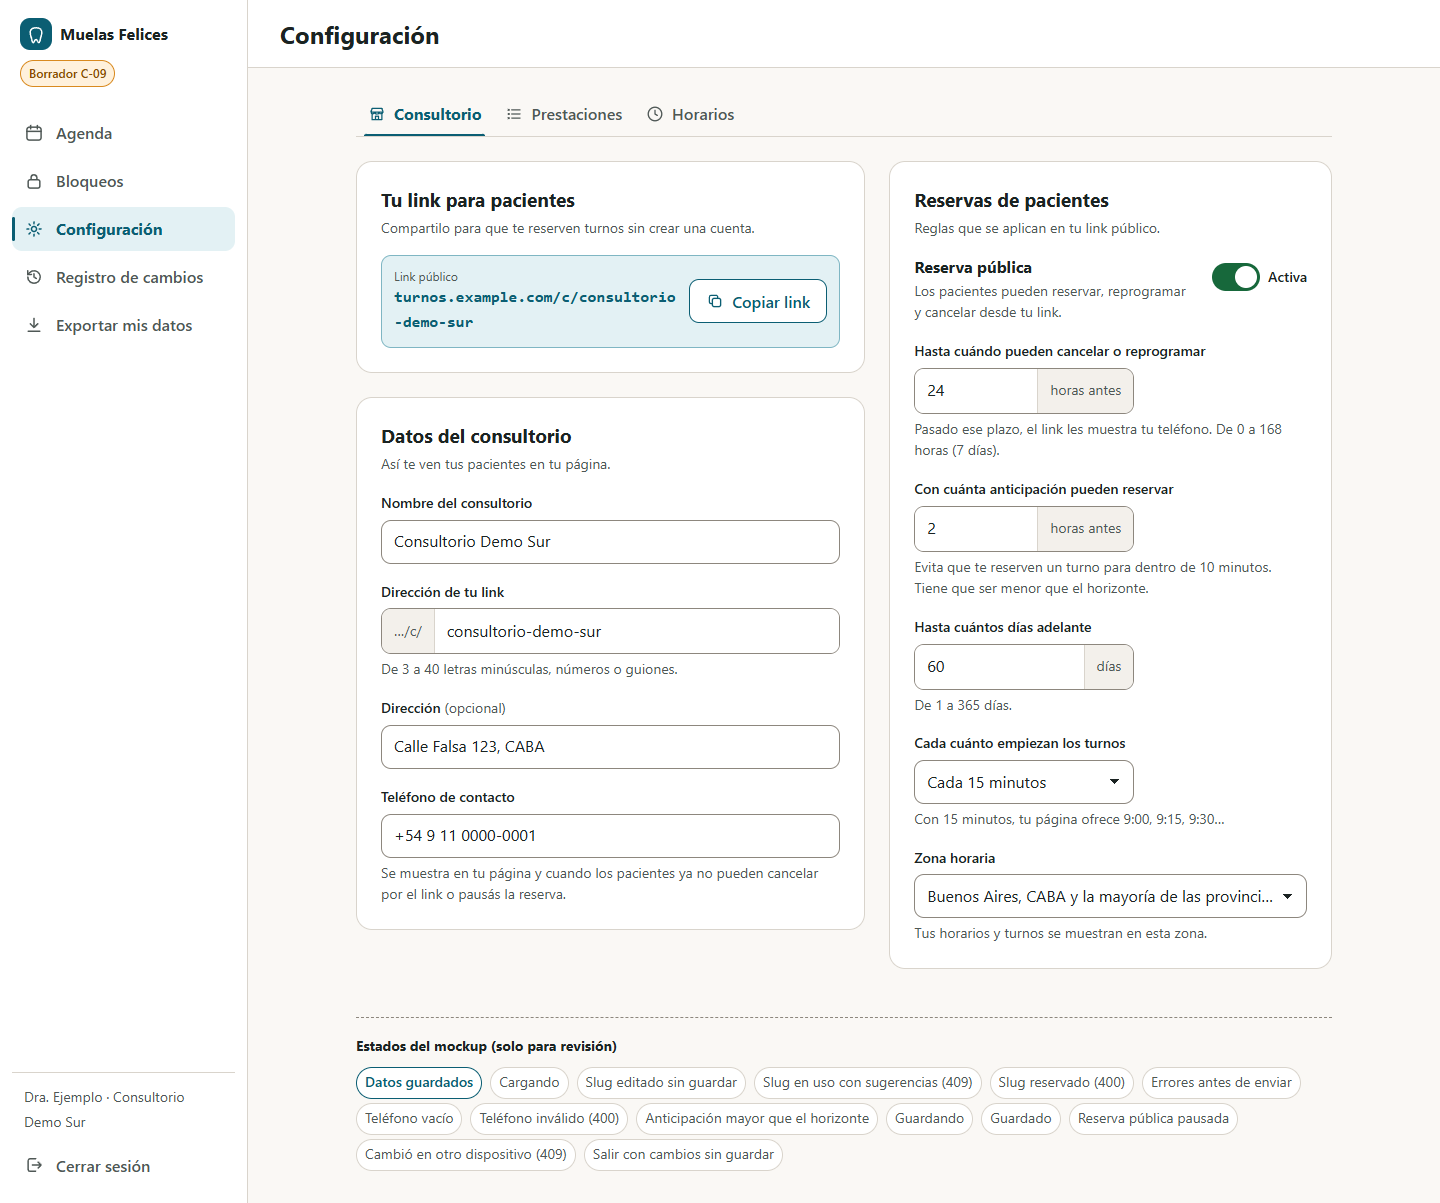 Muelas Felices
Borrador C-09
Agenda
Bloqueos
Configuración
Registro de cambios
Exportar mis datos
Dra. Ejemplo · Consultorio
Demo Sur
Cerrar sesión
Configuración
Consultorio
Prestaciones
Horarios
Tu link para pacientes
Compartilo para que te reserven turnos sin crear una cuenta.
Link público
turnos.example.com/c/consultorio
-demo-sur
Copiar link
Datos del consultorio
Así te ven tus pacientes en tu página.
Nombre del consultorio
Consultorio Demo Sur
Dirección de tu link
.../c/ consultorio-demo-sur
De 3 a 40 letras minúsculas, números o guiones.
Dirección (opcional)
Calle Falsa 123, CABA
Teléfono de contacto
+54 9 11 0000-0001
Se muestra en tu página y cuando los pacientes ya no pueden cancelar
por el link o pausás la reserva.
Reservas de pacientes
Reglas que se aplican en tu link público.
Reserva pública
Los pacientes pueden reservar, reprogramar
y cancelar desde tu link.
Activa
Hasta cuándo pueden cancelar o reprogramar
24 horas antes
Pasado ese plazo, el link les muestra tu teléfono. De 0 a 168
horas (7 días).
Con cuánta anticipación pueden reservar
2 horas antes
Evita que te reserven un turno para dentro de 10 minutos.
Tiene que ser menor que el horizonte.
Hasta cuántos días adelante
60 días
De 1 a 365 días.
Cada cuánto empiezan los turnos
Cada 15 minutos
Con 15 minutos, tu página ofrece 9:00, 9:15, 9:30...
Zona horaria
Buenos Aires, CABA y la mayoría de las provinci...
Tus horarios y turnos se muestran en esta zona.
Estados del mockup (solo para revisión)
Datos guardados
Cargando
Slug editado sin guardar
Slug en uso con sugerencias (409)
Slug reservado (400)
Errores antes de enviar
Teléfono vacío
Teléfono inválido (400)
Anticipación mayor que el horizonte
Guardando
Guardado
Reserva pública pausada
Cambió en otro dispositivo (409)
Salir con cambios sin guardar